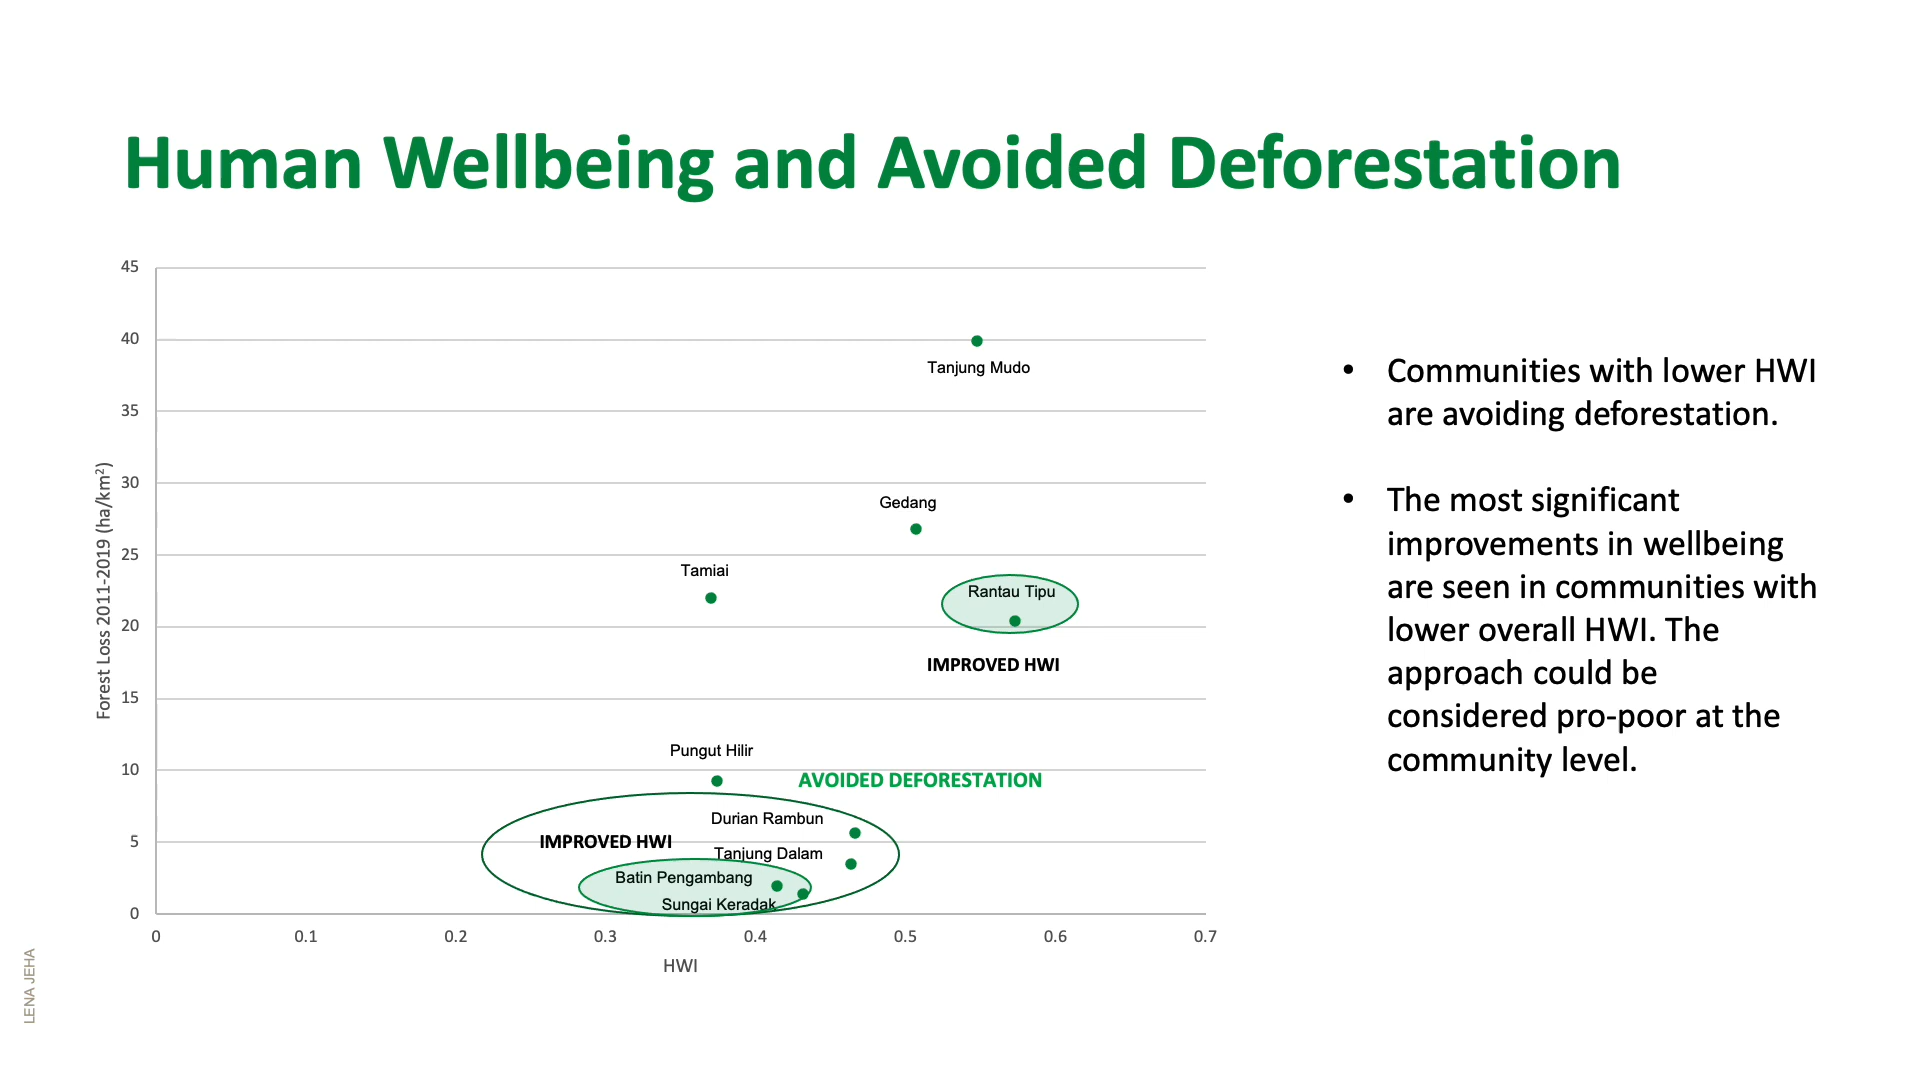 Human Wellbeing and Avoided Deforestation
45
40
35
30
25
20
15
10
5
0
Forest Loss 2011-2019 (ha/km²)
Tanjung Mudo
Gedang
Tamiai
Rantau Tipu
IMPROVED HWI
Pungut Hilir
AVOIDED DEFORESTATION
Durian Rambun
IMPROVED HWI
Tanjung Dalam
Batin Pengambang
Sungai Keradak
0 0.1 0.2 0.3 0.4 0.5 0.6 0.7
HWI
• Communities with lower HWI
are avoiding deforestation.
• The most significant
improvements in wellbeing
are seen in communities with
lower overall HWI. The
approach could be
considered pro-poor at the
community level.
LENA JEHA